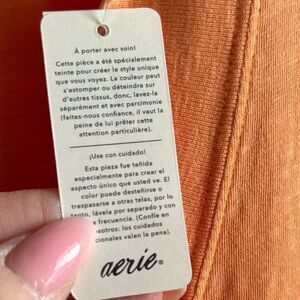 À porter avec soin!
Cette pièce a été spécialement
teinte pour créer le style unique
que vous voyez. La couleur peut
s'estomper ou déteindre sur
d'autres tissus, donc, lavez-la
séparément et avec parcimonie
(faites-nous confiance, il vaut la
peine de lui prêter cette
attention particulière).
¡Use con cuidado!
Esta pieza fue teñida
especialmente para crear el
aspecto único que usted ve. El
color puede desteñirse o
traspasarse a otras telas, por lo
tanto, lávela por separado y con
frecuencia. (Confíe en
nosotros: los cuidados
cionales valen la pena).
aerie®